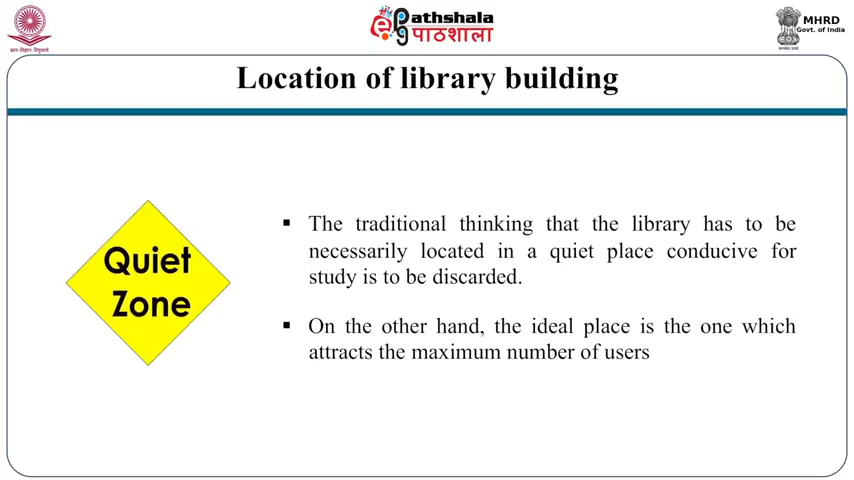 ePathshala
पाठशाला
MHRD
Govt. of India
Location of library building
Quiet
Zone
▪ The traditional thinking that the library has to be
necessarily located in a quiet place conducive for
study is to be discarded.
▪ On the other hand, the ideal place is the one which
attracts the maximum number of users